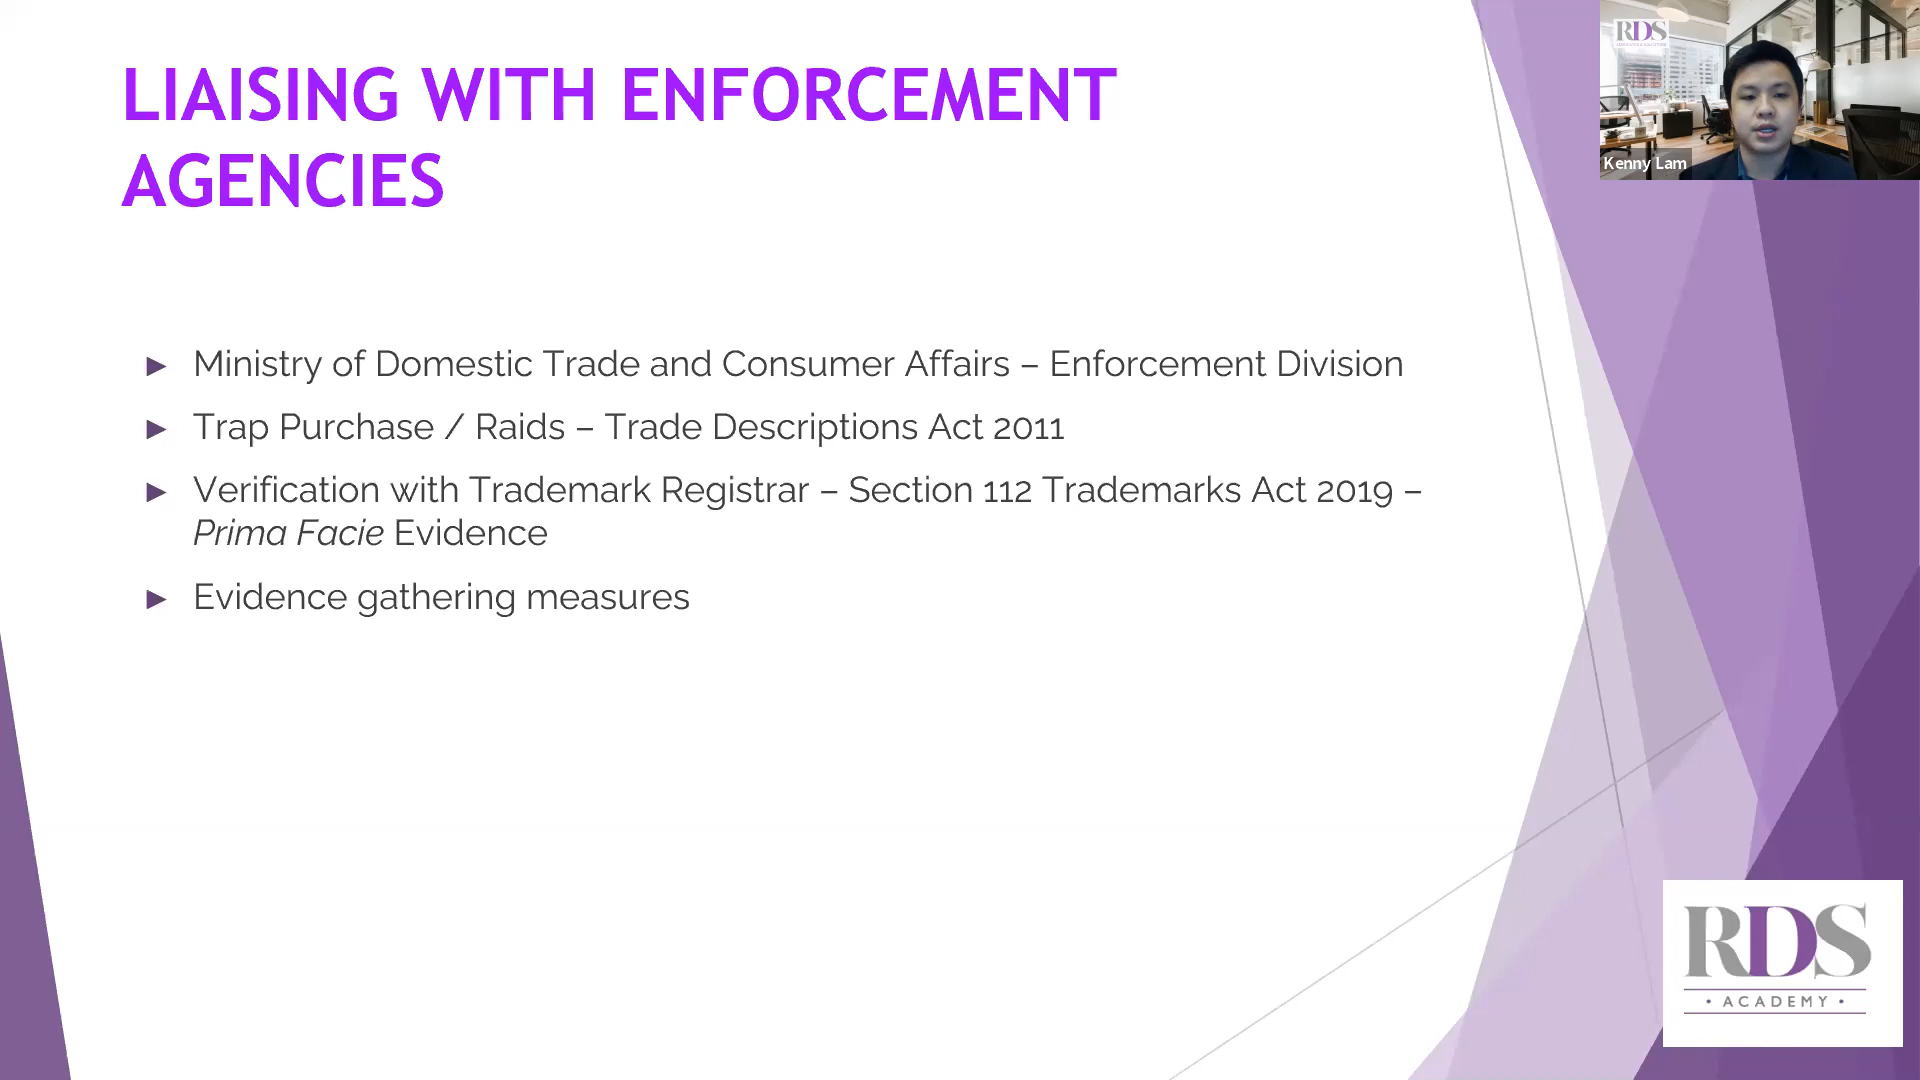 LIAISING WITH ENFORCEMENT
AGENCIES
RDS
Kenny Lam
► Ministry of Domestic Trade and Consumer Affairs – Enforcement Division
► Trap Purchase / Raids – Trade Descriptions Act 2011
► Verification with Trademark Registrar – Section 112 Trademarks Act 2019 –
Prima Facie Evidence
► Evidence gathering measures
RDS
• ACADEMY •